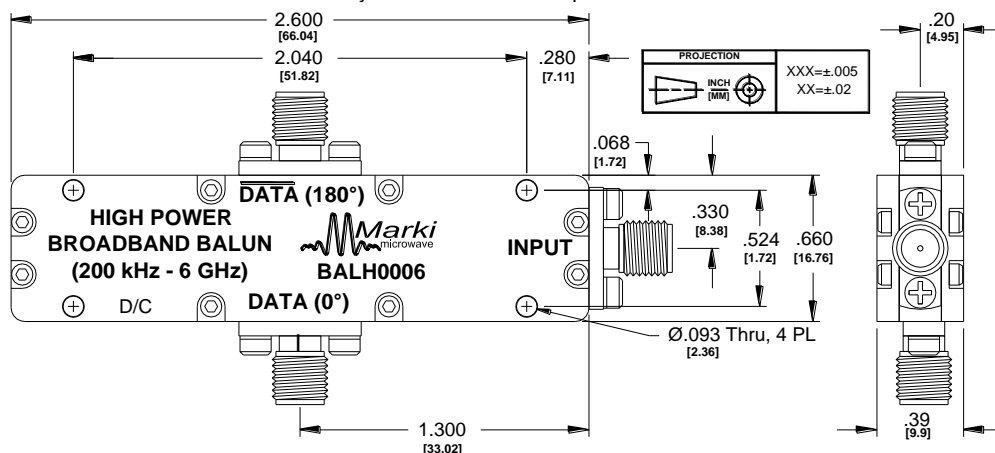 2.600
[66.04]
2.040
[51.82]
.280
[7.11]
.20
[4.95]
PROJECTION
INCH
[MM]
XXX=±.005
XX=±.02
.068
[1.72]
.330
[8.38]
.524
[1.72]
.660
[16.76]
DATA (180°)
HIGH POWER
BROADBAND BALUN
(200 kHz - 6 GHz)
Marki
microwave
BALH0006
INPUT
D/C
DATA (0°)
Ø.093 Thru, 4 PL
[2.36]
1.300
[33.02]
.39
[9.9]